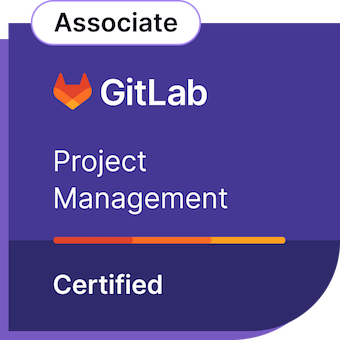 Associate
GitLab
Project
Management
Certified